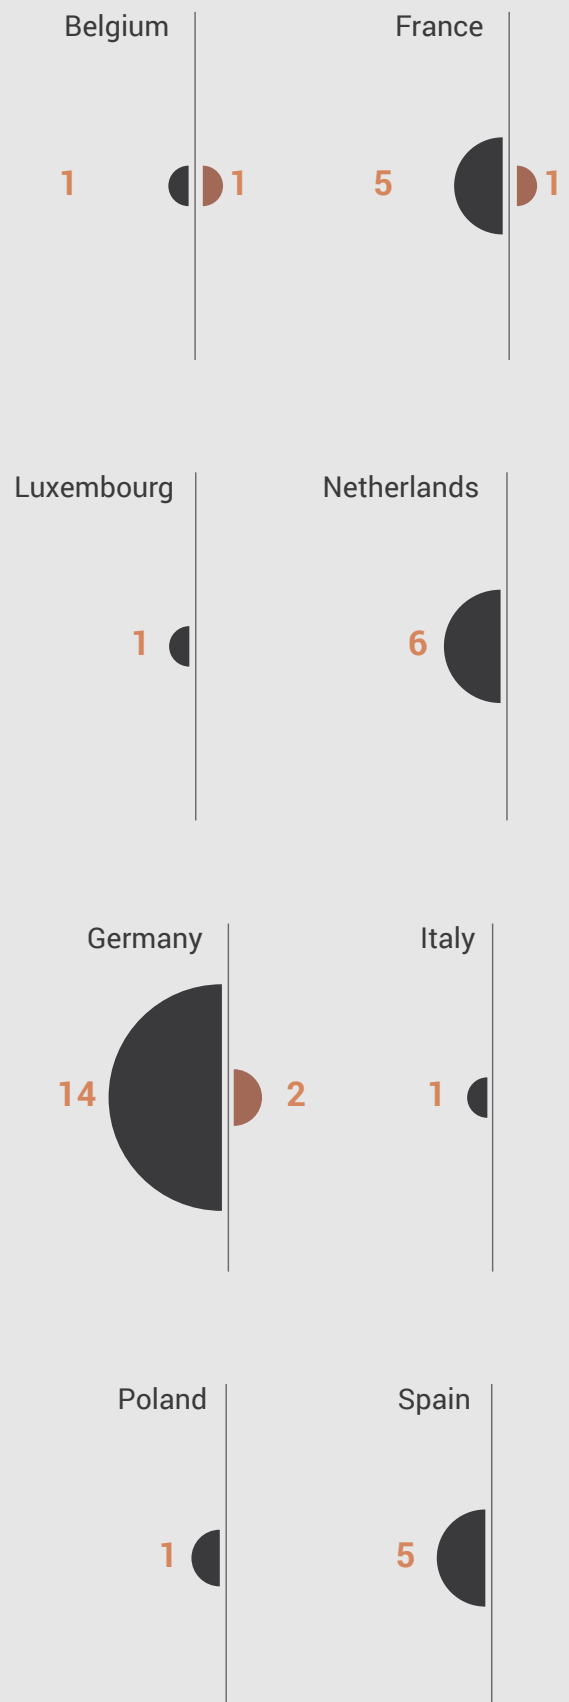 Belgium France
1 1 5 1
Luxembourg Netherlands
1 6
Germany Italy
14 2 1
Poland Spain
1 5